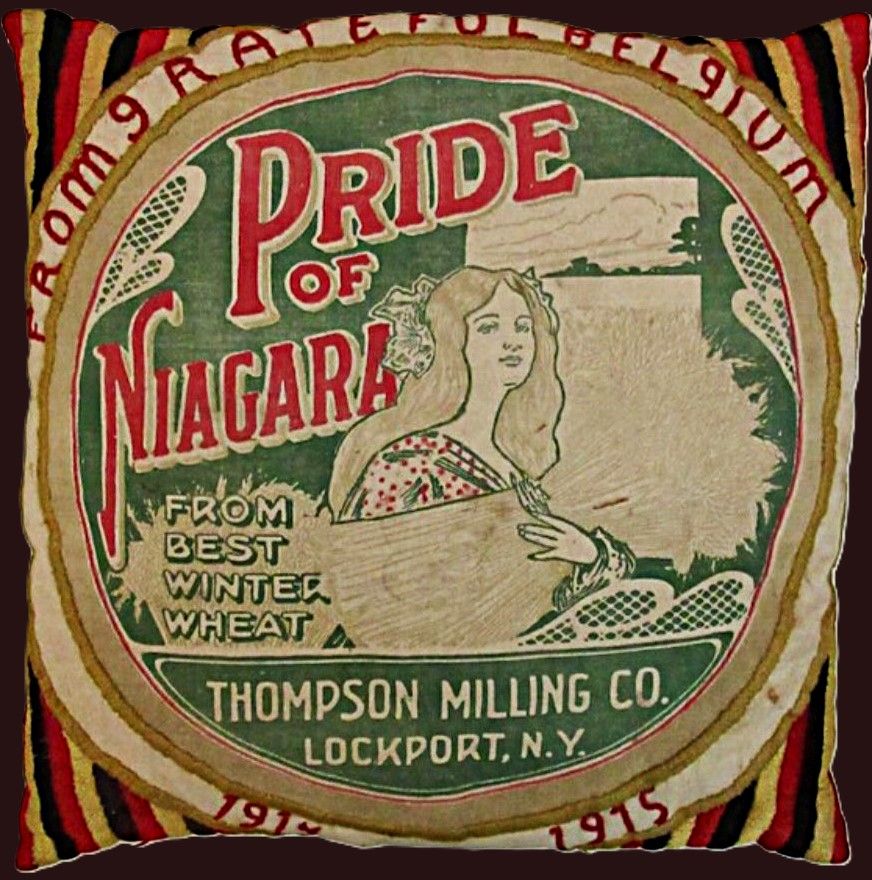 FROM GRATEFUL BELGIUM
PRIDE
OF
NIAGARA
FROM
BEST
WINTER
WHEAT
THOMPSON MILLING CO.
LOCKPORT, N.Y.
1915